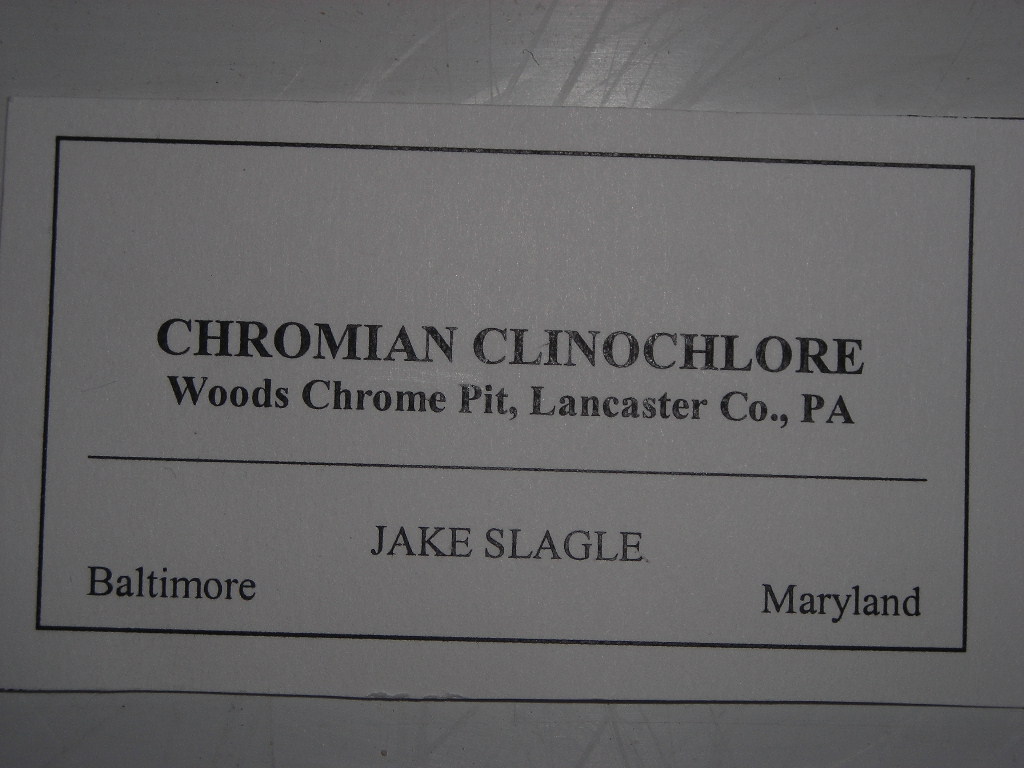 CHROMIAN CLINOCHLORE
Woods Chrome Pit, Lancaster Co., PA
JAKE SLAGLE
Baltimore Maryland